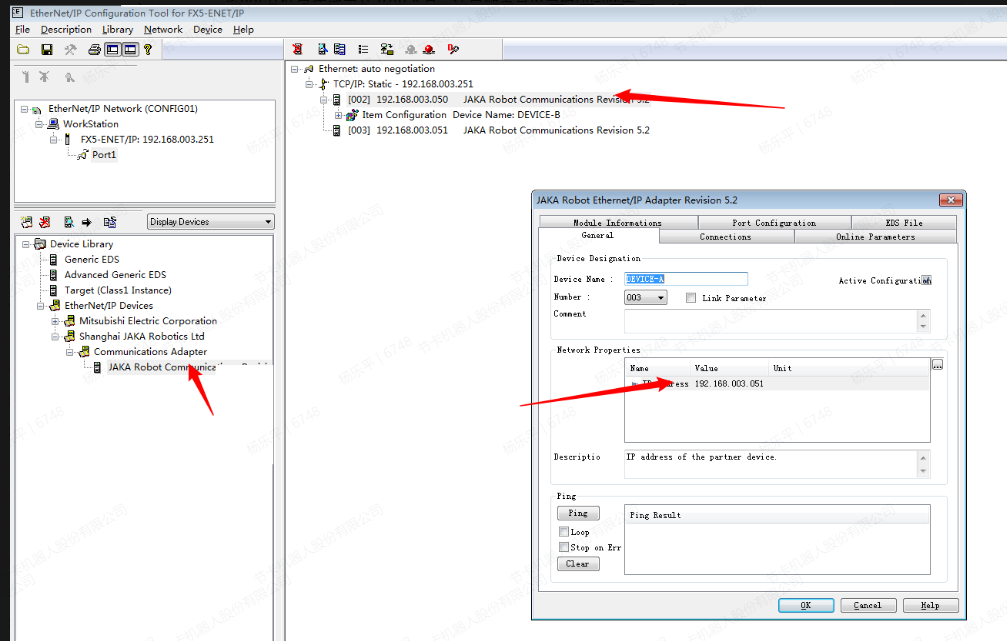 EtherNet/IP Configuration Tool for FX5-ENET/IP
File Description Library Network Device Help
EtherNet/IP Network (CONFIG01)
WorkStation
FX5-ENET/IP: 192.168.003.251
Port1
Display Devices
Device Library
Generic EDS
Advanced Generic EDS
Target (Class1 Instance)
EtherNet/IP Devices
Mitsubishi Electric Corporation
Shanghai JAKA Robotics Ltd
Communications Adapter
JAKA Robot
Ethernet: auto negotiation
TCP/IP: Static - 192.168.003.251
[002] 192.168.003.050 JAKA Robot Communications Revision 5.2
Item Configuration Device Name: DEVICE-B
[003] 192.168.003.051 JAKA Robot Communications Revision 5.2
JAKA Robot Ethernet/IP Adapter Revision 5.2
Module Informations Port Configuration EDS File
General Connections Online Parameters
Device Designation
Device Name : DEVICE-A
Active Configurati
Number : 003 Link Parameter
Comment
Network Properties
Name Value Unit
192.168.003.051
Descriptio IP address of the partner device.
Ping
Ping Ping Result
Loop
Stop on Err
Clear
OK Cancel Help
杨乐平 | 6748
节卡机器人股份有限公司